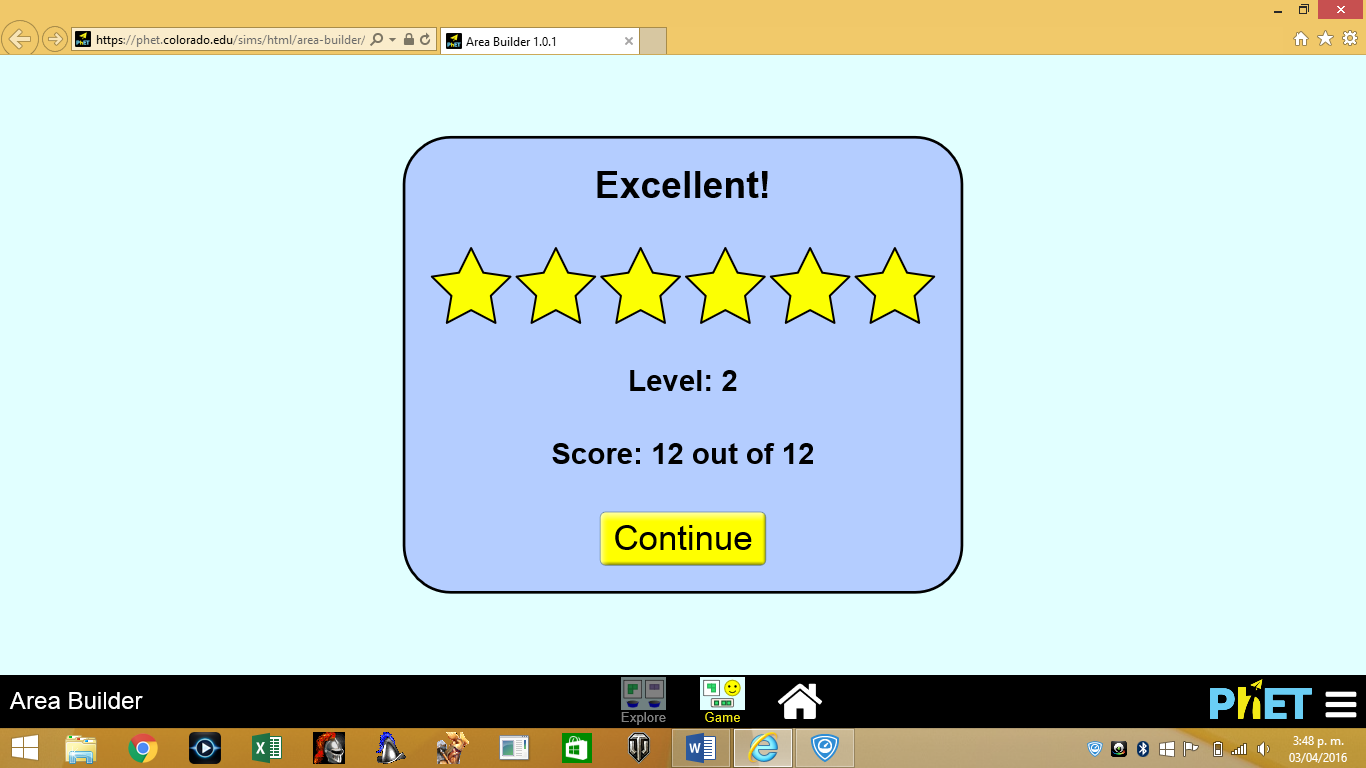 https://phet.colorado.edu/sims/html/area-builder/
Area Builder 1.0.1
Excellent!
Level: 2
Score: 12 out of 12
Continue
Area Builder
Explore
Game
PhET
3:48 p. m.
03/04/2016